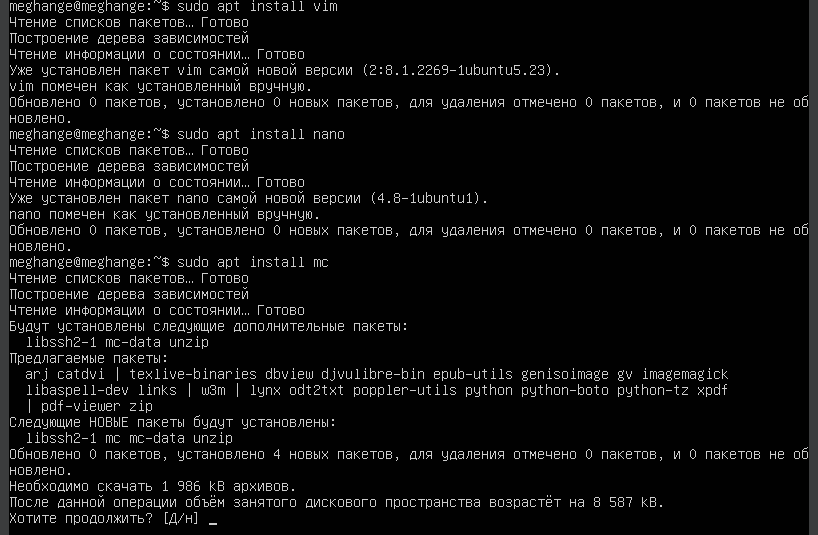 meghange@meghange:~$ sudo apt install vim
Чтение списков пакетов… Готово
Построение дерева зависимостей
Чтение информации о состоянии… Готово
Уже установлен пакет vim самой новой версии (2:8.1.2269-1ubuntu5.23).
vim помечен как установленный вручную.
Обновлено 0 пакетов, установлено 0 новых пакетов, для удаления отмечено 0 пакетов, и 0 пакетов не об
новлено.
meghange@meghange:~$ sudo apt install nano
Чтение списков пакетов… Готово
Построение дерева зависимостей
Чтение информации о состоянии… Готово
Уже установлен пакет nano самой новой версии (4.8-1ubuntu1).
nano помечен как установленный вручную.
Обновлено 0 пакетов, установлено 0 новых пакетов, для удаления отмечено 0 пакетов, и 0 пакетов не об
новлено.
meghange@meghange:~$ sudo apt install mc
Чтение списков пакетов… Готово
Построение дерева зависимостей
Чтение информации о состоянии… Готово
Будут установлены следующие дополнительные пакеты:
libssh2-1 mc-data unzip
Предлагаемые пакеты:
arj catdvi | texlive-binaries dbview djvulibre-bin epub-utils genisoimage gv imagemagick
libaspell-dev links | w3m | lynx odt2txt poppler-utils python python-boto python-tz xpdf
| pdf-viewer zip
Следующие НОВЫЕ пакеты будут установлены:
libssh2-1 mc mc-data unzip
Обновлено 0 пакетов, установлено 4 новых пакетов, для удаления отмечено 0 пакетов, и 0 пакетов не об
новлено.
Необходимо скачать 1 986 kB архивов.
После данной операции объём занятого дискового пространства возрастёт на 8 587 kB.
Хотите продолжить? [Д/н] _